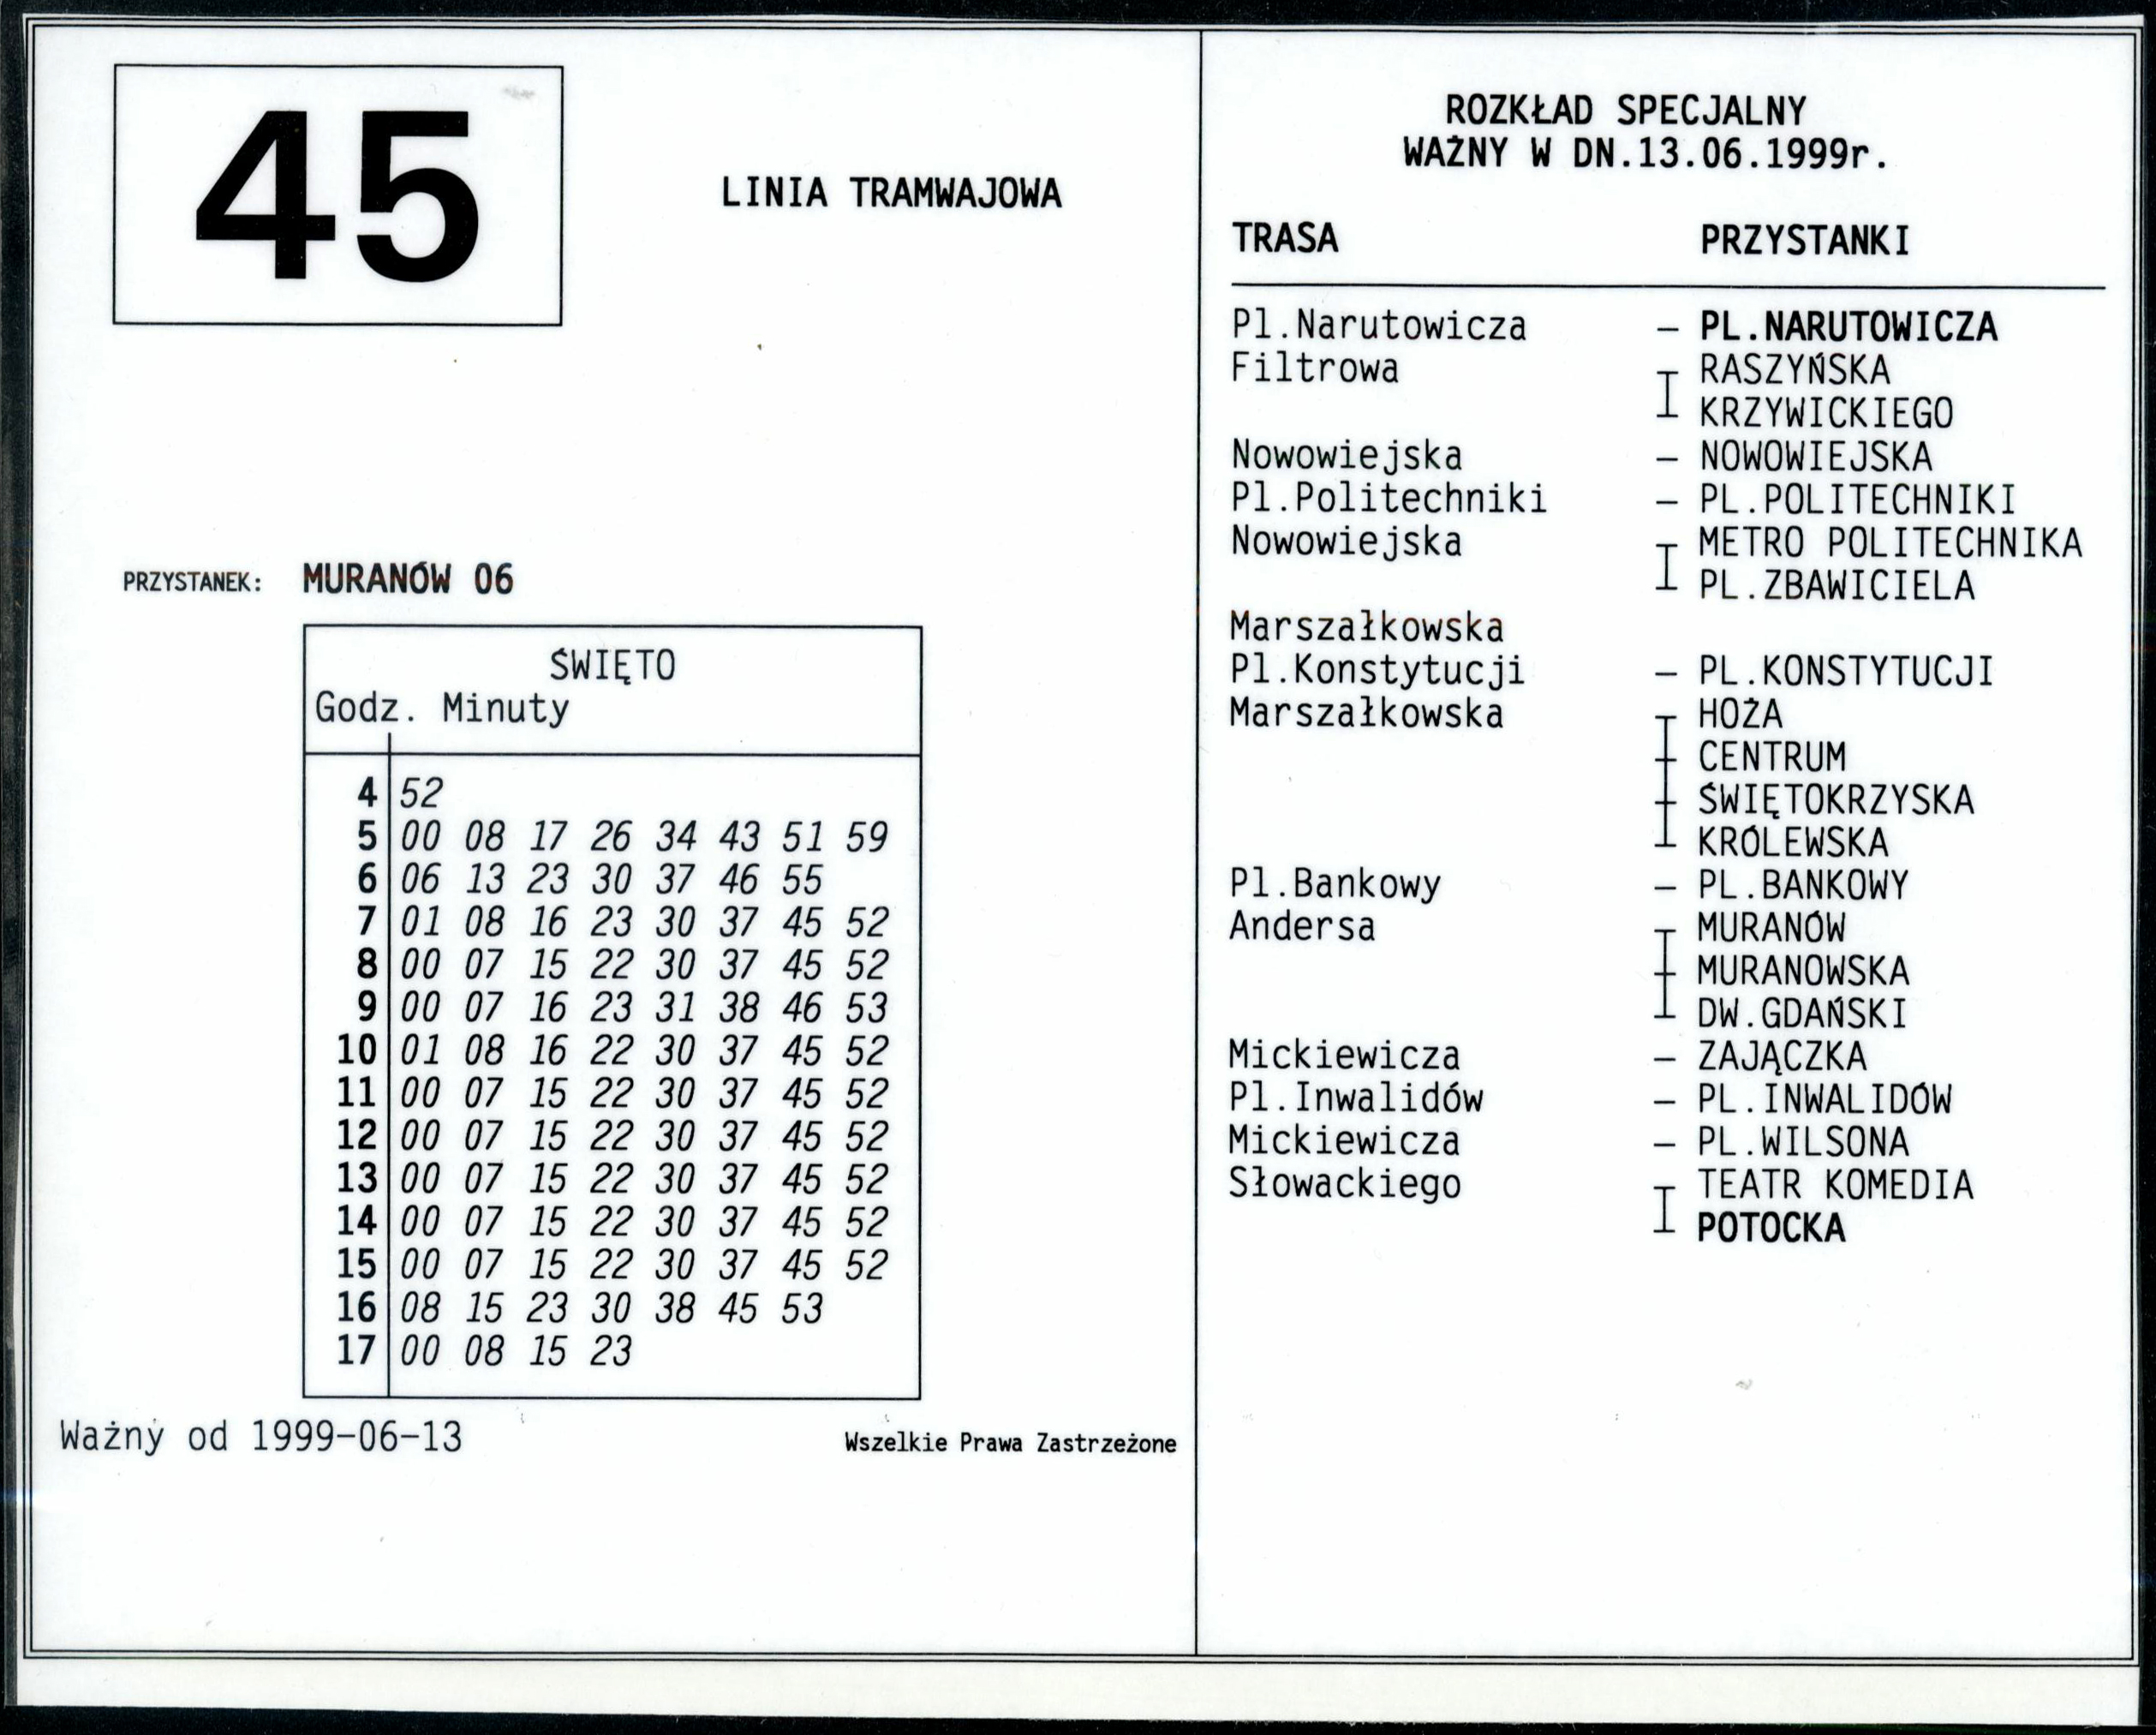 45
LINIA TRAMWAJOWA
PRZYSTANEK: MURANÓW 06
ŚWIĘTO
Godz. Minuty
4 52
5 00 08 17 26 34 43 51 59
6 06 13 23 30 37 46 55
7 01 08 16 23 30 37 45 52
8 00 07 15 22 30 37 45 52
9 00 07 16 23 31 38 46 53
10 01 08 16 22 30 37 45 52
11 00 07 15 22 30 37 45 52
12 00 07 15 22 30 37 45 52
13 00 07 15 22 30 37 45 52
14 00 07 15 22 30 37 45 52
15 00 07 15 22 30 37 45 52
16 08 15 23 30 38 45 53
17 00 08 15 23
Ważny od 1999-06-13
Wszelkie Prawa Zastrzeżone
ROZKŁAD SPECJALNY
WAŻNY W DN.13.06.1999r.
TRASA PRZYSTANKI
Pl.Narutowicza – PL.NARUTOWICZA
Filtrowa RASZYŃSKA
KRZYWICKIEGO
Nowowiejska – NOWOWIEJSKA
Pl.Politechniki – PL.POLITECHNIKI
Nowowiejska METRO POLITECHNIKA
PL.ZBAWICIELA
Marszałkowska
Pl.Konstytucji – PL.KONSTYTUCJI
Marszałkowska HOŻA
CENTRUM
ŚWIĘTOKRZYSKA
KRÓLEWSKA
Pl.Bankowy – PL.BANKOWY
Andersa MURANÓW
MURANOWSKA
DW.GDAŃSKI
Mickiewicza – ZAJĄCZKA
Pl.Inwalidów – PL.INWALIDÓW
Mickiewicza – PL.WILSONA
Słowackiego TEATR KOMEDIA
POTOCKA